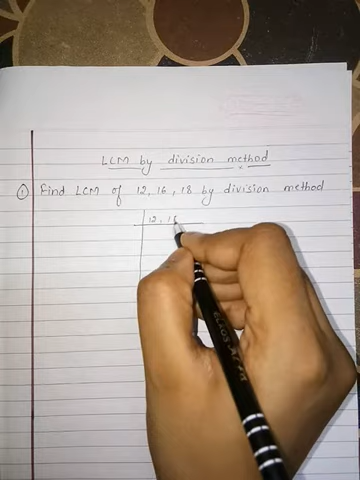 LCM by division method
① Find LCM of 12, 16, 18 by division method
12, 16